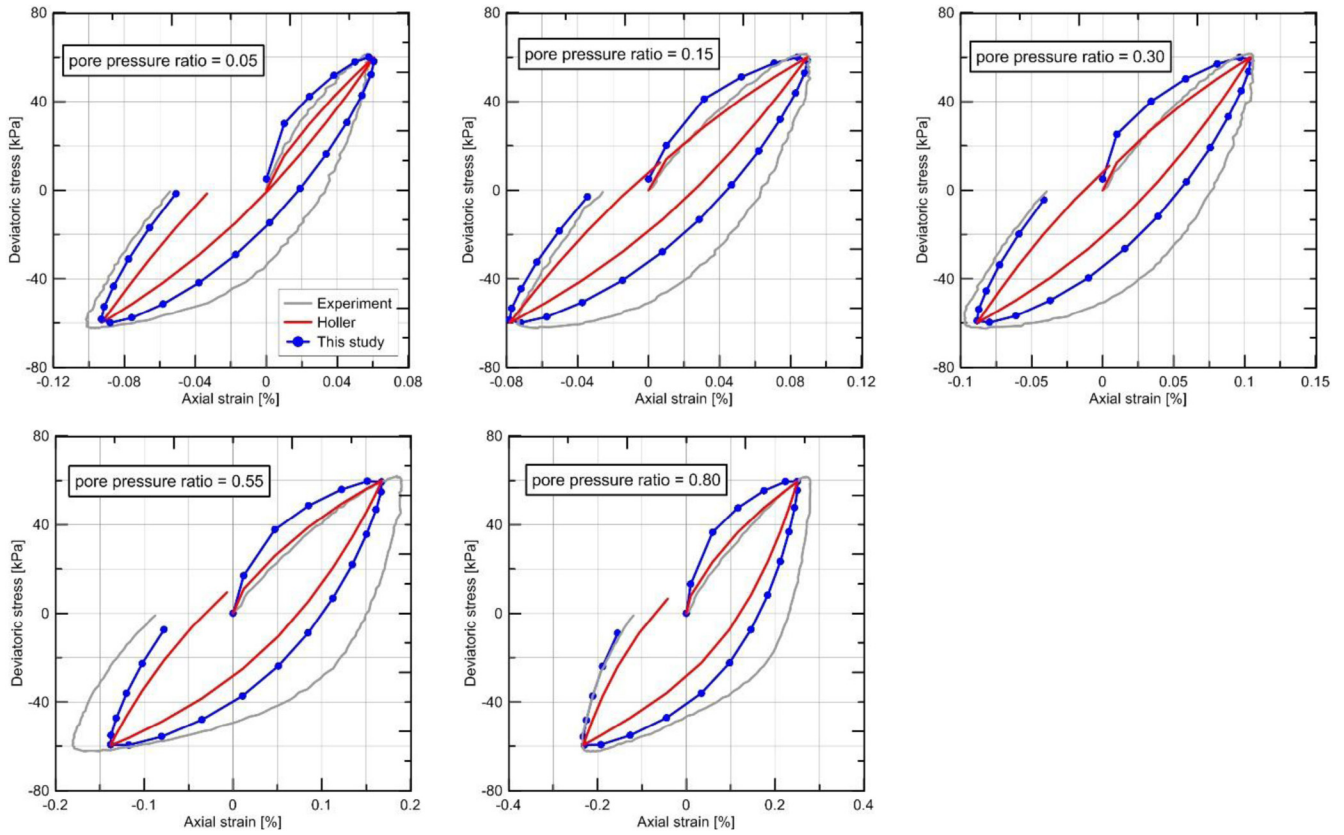 80
pore pressure ratio = 0.05
40
0
-40
-80
Deviatoric stress [kPa]
Experiment
Holler
This study
-0.12 -0.08 -0.04 0 0.04 0.08
Axial strain [%]
80
pore pressure ratio = 0.15
40
0
-40
-80
Deviatoric stress [kPa]
-0.08 -0.04 0 0.04 0.08 0.12
Axial strain [%]
80
pore pressure ratio = 0.30
40
0
-40
-80
Deviatoric stress [kPa]
-0.1 -0.05 0 0.05 0.1 0.15
Axial strain [%]
80
pore pressure ratio = 0.55
40
0
-40
-80
Deviatoric stress [kPa]
-0.2 -0.1 0 0.1 0.2
Axial strain [%]
80
pore pressure ratio = 0.80
40
0
-40
-80
Deviatoric stress [kPa]
-0.4 -0.2 0 0.2 0.4
Axial strain [%]